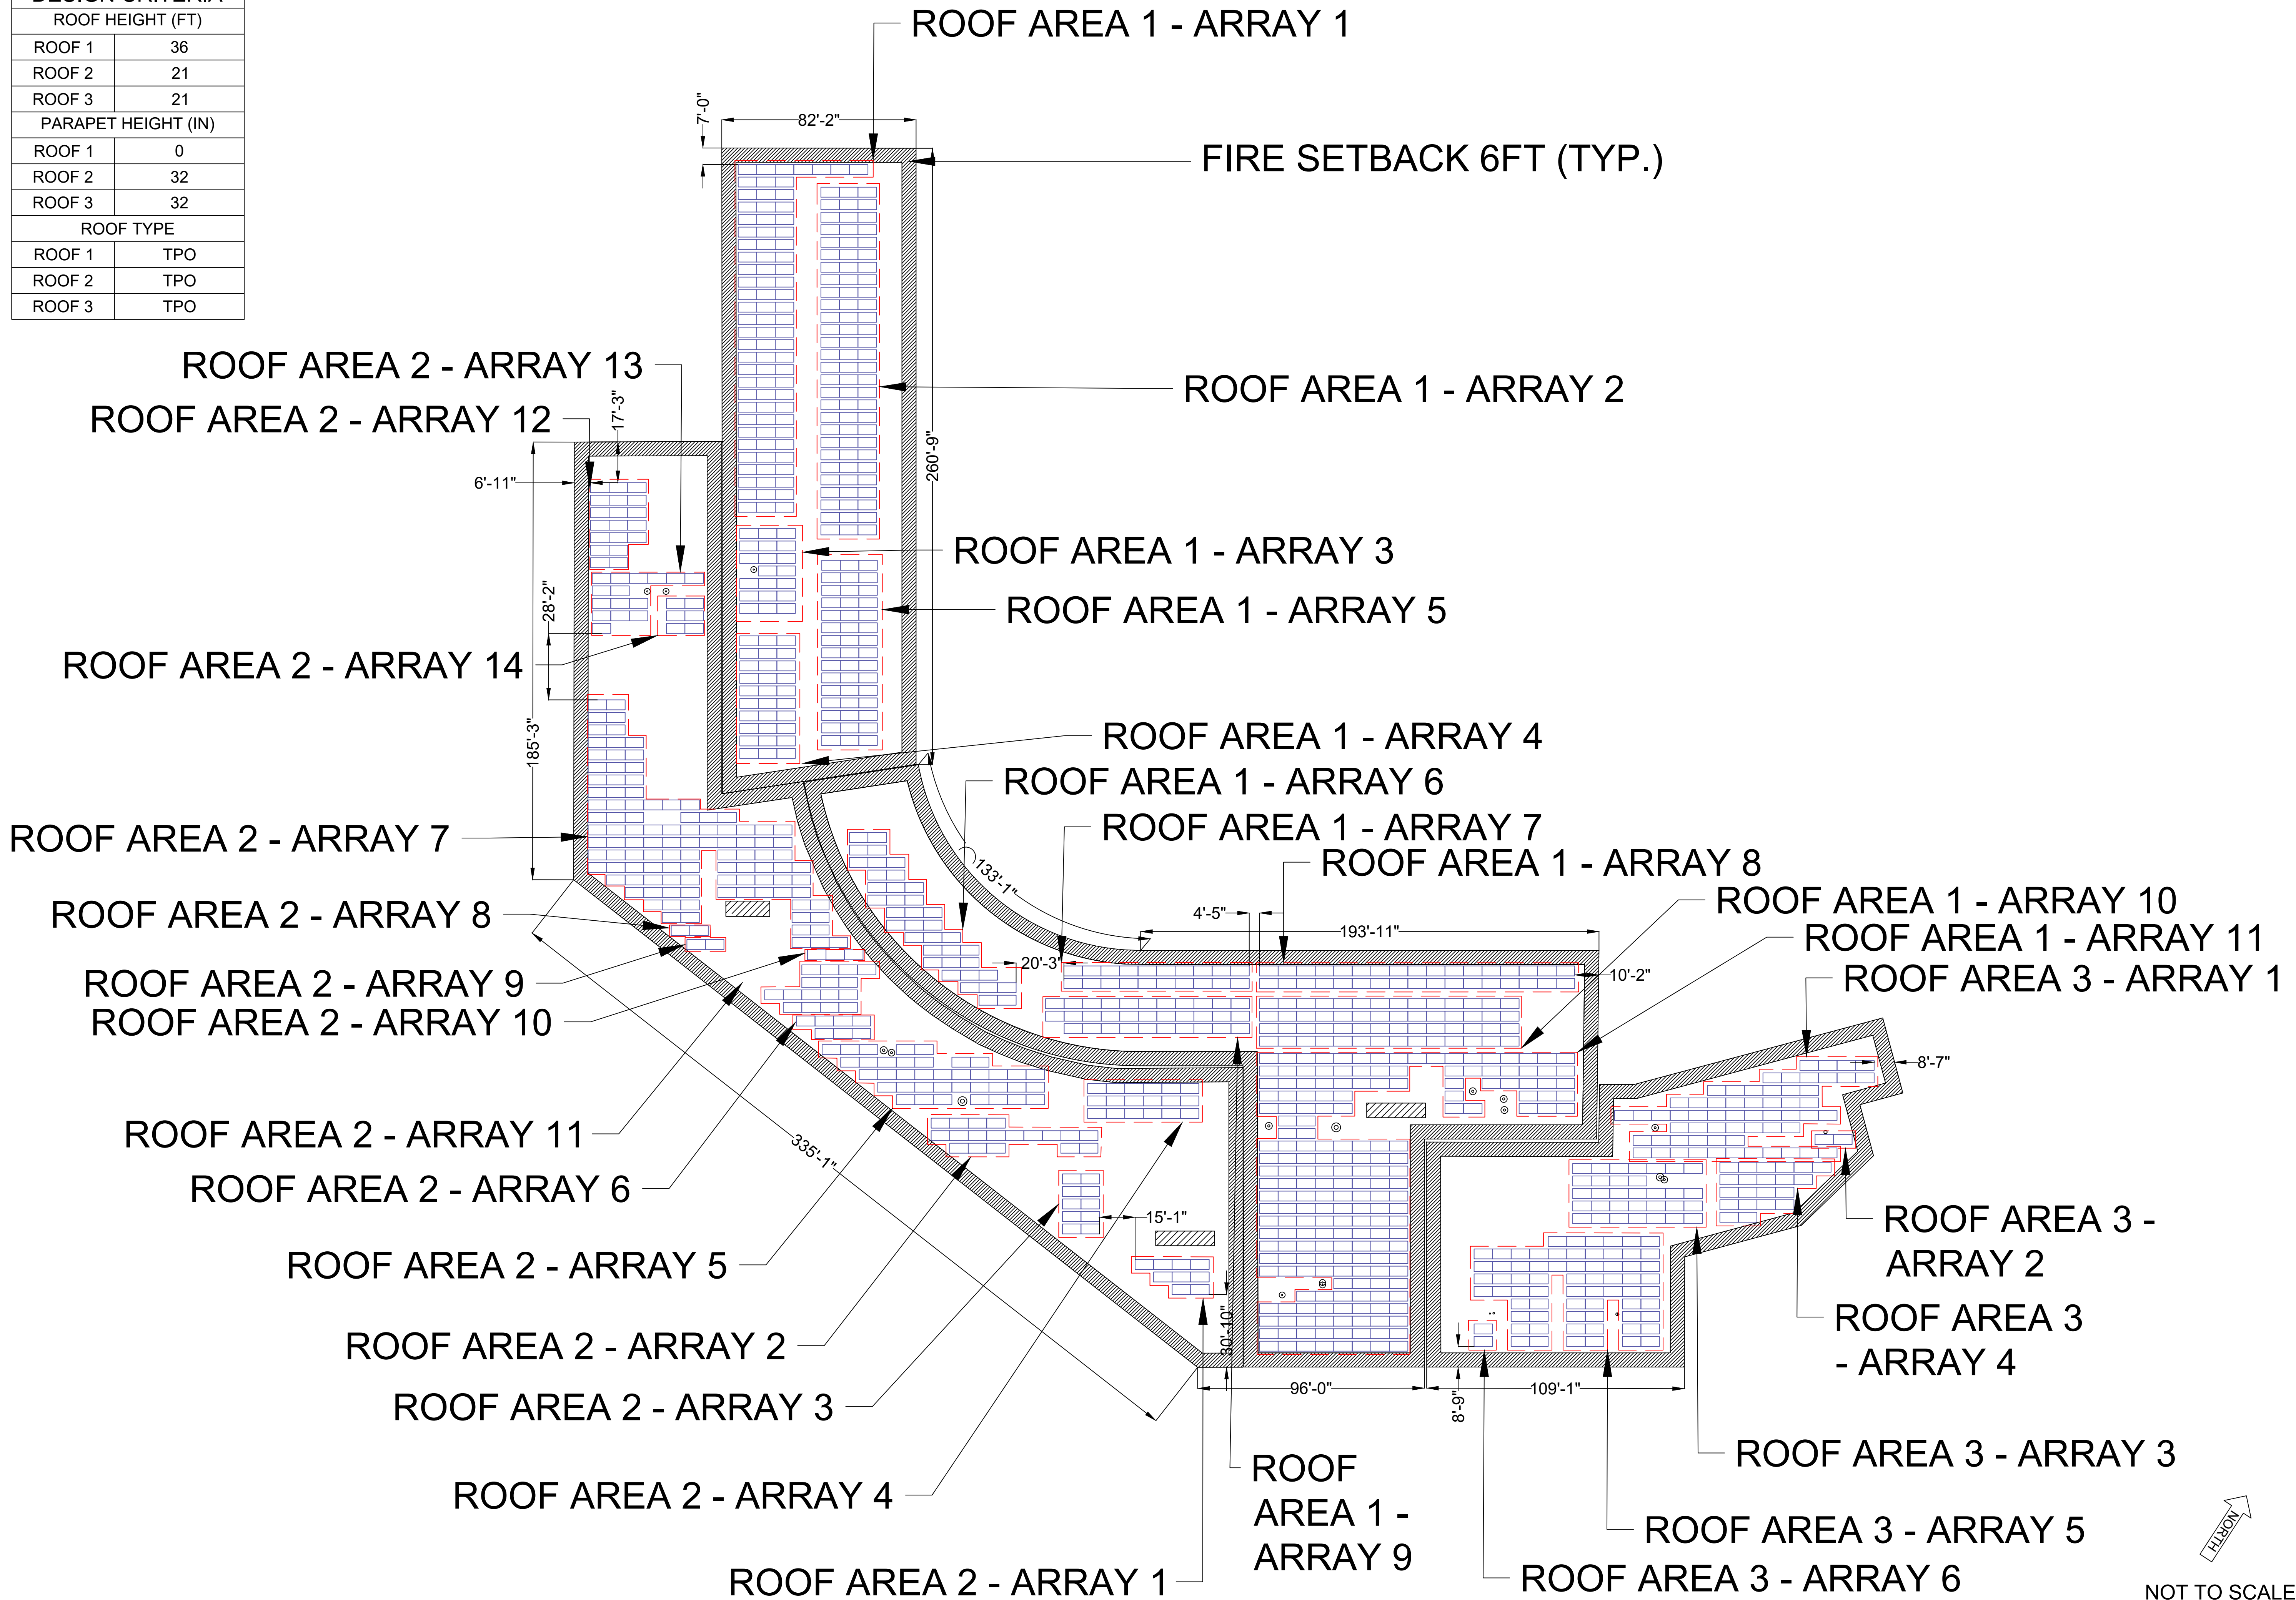 DESIGN CRITERIA
ROOF HEIGHT (FT)
ROOF 1 36
ROOF 2 21
ROOF 3 21
PARAPET HEIGHT (IN)
ROOF 1 0
ROOF 2 32
ROOF 3 32
ROOF TYPE
ROOF 1 TPO
ROOF 2 TPO
ROOF 3 TPO
ROOF AREA 1 - ARRAY 1
7'-0"
82'-2"
FIRE SETBACK 6FT (TYP.)
ROOF AREA 2 - ARRAY 13
ROOF AREA 1 - ARRAY 2
ROOF AREA 2 - ARRAY 12
17'-3"
260'-9"
6'-11"
ROOF AREA 1 - ARRAY 3
28'-2"
ROOF AREA 1 - ARRAY 5
ROOF AREA 2 - ARRAY 14
185'-3"
ROOF AREA 1 - ARRAY 4
ROOF AREA 1 - ARRAY 6
ROOF AREA 1 - ARRAY 7
ROOF AREA 2 - ARRAY 7
133'-1"
ROOF AREA 1 - ARRAY 8
ROOF AREA 1 - ARRAY 10
ROOF AREA 2 - ARRAY 8
4'-5"
193'-11"
ROOF AREA 1 - ARRAY 11
20'-3"
10'-2"
ROOF AREA 3 - ARRAY 1
ROOF AREA 2 - ARRAY 9
ROOF AREA 2 - ARRAY 10
8'-7"
ROOF AREA 2 - ARRAY 11
335'-1"
ROOF AREA 2 - ARRAY 6
15'-1"
ROOF AREA 3 -
ARRAY 2
ROOF AREA 2 - ARRAY 5
ROOF AREA 3
- ARRAY 4
30'-10"
ROOF AREA 2 - ARRAY 2
96'-0"
8'-9"
109'-1"
ROOF AREA 2 - ARRAY 3
ROOF AREA 3 - ARRAY 3
ROOF AREA 2 - ARRAY 4
ROOF
AREA 1 -
ARRAY 9
ROOF AREA 3 - ARRAY 5
ROOF AREA 2 - ARRAY 1
ROOF AREA 3 - ARRAY 6
NORTH
NOT TO SCALE